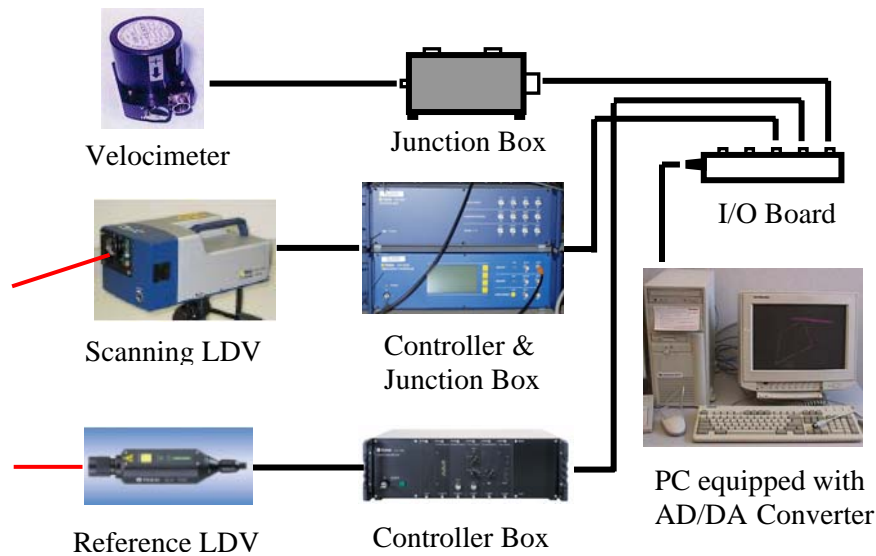 Velocimeter
Junction Box
I/O Board
Scanning LDV
Controller &
Junction Box
PC equipped with
AD/DA Converter
Reference LDV
Controller Box